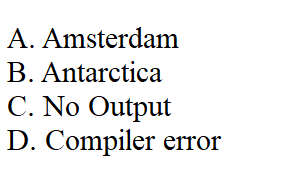 A. Amsterdam
B. Antarctica
C. No Output
D. Compiler error